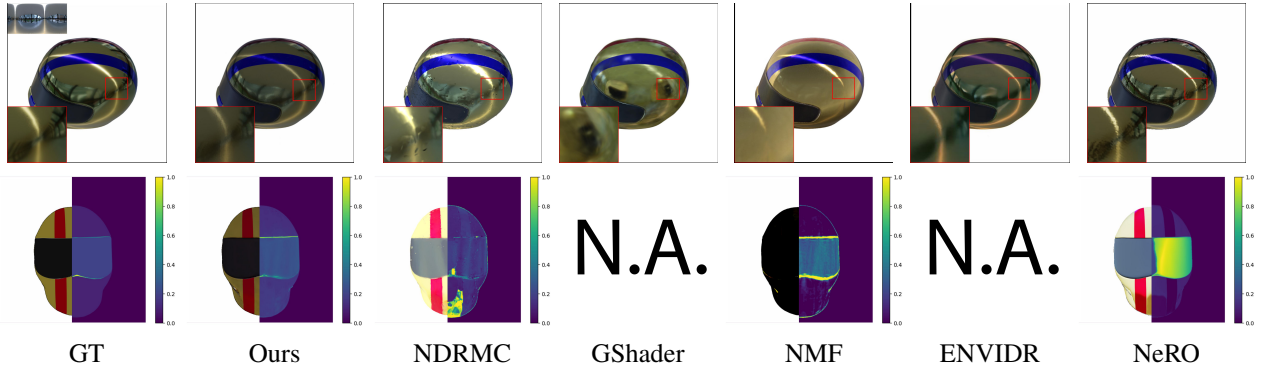 1.0 1.0 1.0 1.0 1.0
0.8 0.8 0.8 0.8 0.8
0.6 0.6 0.6 0.6 0.6
N.A. N.A.
0.4 0.4 0.4 0.4 0.4
0.2 0.2 0.2 0.2 0.2
0.0 0.0 0.0 0.0 0.0
GT Ours NDRMC GShader NMF ENVIDR NeRO